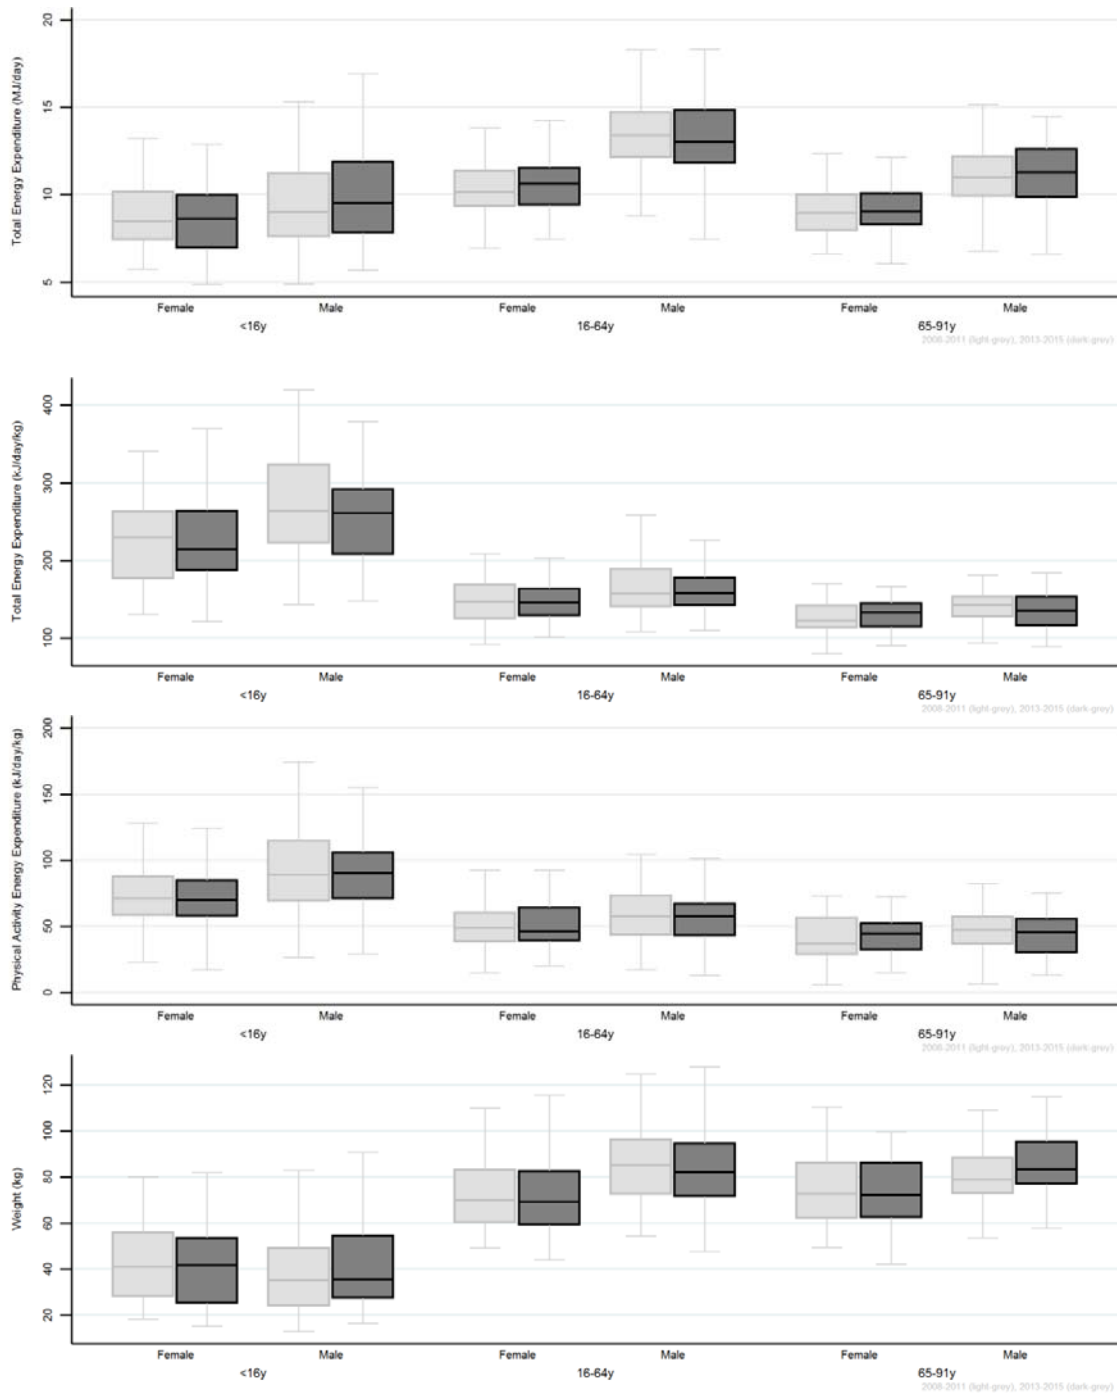 Total Energy Expenditure (MJ/day)
20
15
10
5
Female Male Female Male Female Male
<16y 16-64y 65-91y
2008-2011 (light-grey), 2013-2015 (dark-grey)
Total Energy Expenditure (kJ/day/kg)
400
300
200
100
Female Male Female Male Female Male
<16y 16-64y 65-91y
2008-2011 (light-grey), 2013-2015 (dark-grey)
Physical Activity Energy Expenditure (kJ/day/kg)
200
150
100
50
0
Female Male Female Male Female Male
<16y 16-64y 65-91y
2008-2011 (light-grey), 2013-2015 (dark-grey)
Weight (kg)
120
100
80
60
40
20
Female Male Female Male Female Male
<16y 16-64y 65-91y
2008-2011 (light-grey), 2013-2015 (dark-grey)